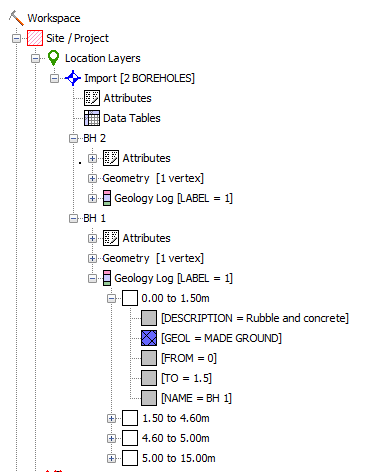 Workspace
Site / Project
Location Layers
Import [2 BOREHOLES]
Attributes
Data Tables
BH 2
Attributes
Geometry [1 vertex]
Geology Log [LABEL = 1]
BH 1
Attributes
Geometry [1 vertex]
Geology Log [LABEL = 1]
0.00 to 1.50m
[DESCRIPTION = Rubble and concrete]
[GEOL = MADE GROUND]
[FROM = 0]
[TO = 1.5]
[NAME = BH 1]
1.50 to 4.60m
4.60 to 5.00m
5.00 to 15.00m